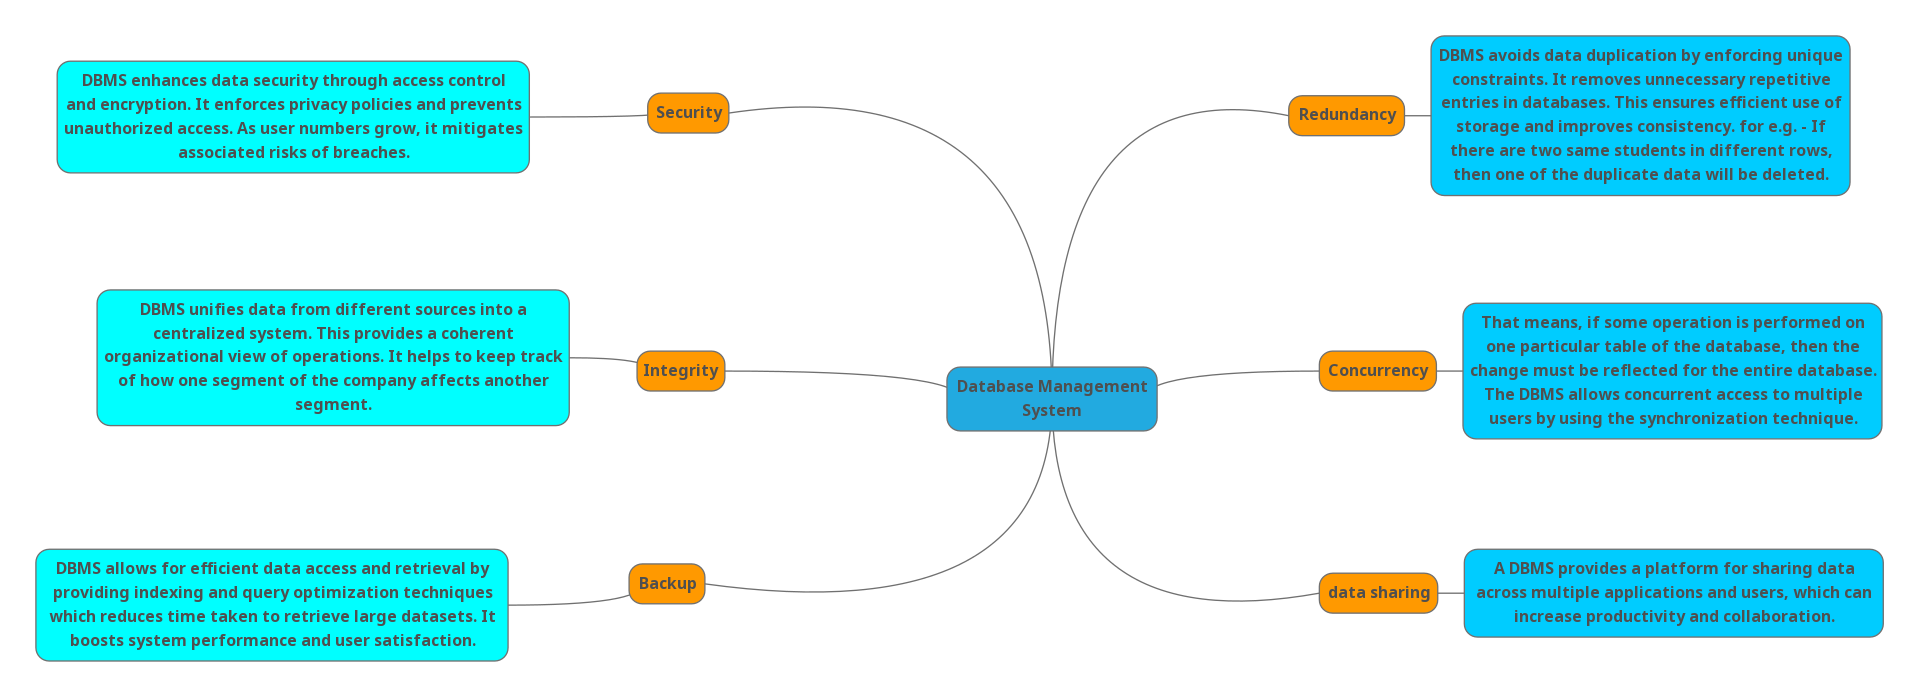 DBMS enhances data security through access control
and encryption. It enforces privacy policies and prevents
unauthorized access. As user numbers grow, it mitigates
associated risks of breaches.
Security
Redundancy
DBMS avoids data duplication by enforcing unique
constraints. It removes unnecessary repetitive
entries in databases. This ensures efficient use of
storage and improves consistency. for e.g. - If
there are two same students in different rows,
then one of the duplicate data will be deleted.
DBMS unifies data from different sources into a
centralized system. This provides a coherent
organizational view of operations. It helps to keep track
of how one segment of the company affects another
segment.
Integrity
Database Management
System
Concurrency
That means, if some operation is performed on
one particular table of the database, then the
change must be reflected for the entire database.
The DBMS allows concurrent access to multiple
users by using the synchronization technique.
DBMS allows for efficient data access and retrieval by
providing indexing and query optimization techniques
which reduces time taken to retrieve large datasets. It
boosts system performance and user satisfaction.
Backup
data sharing
A DBMS provides a platform for sharing data
across multiple applications and users, which can
increase productivity and collaboration.